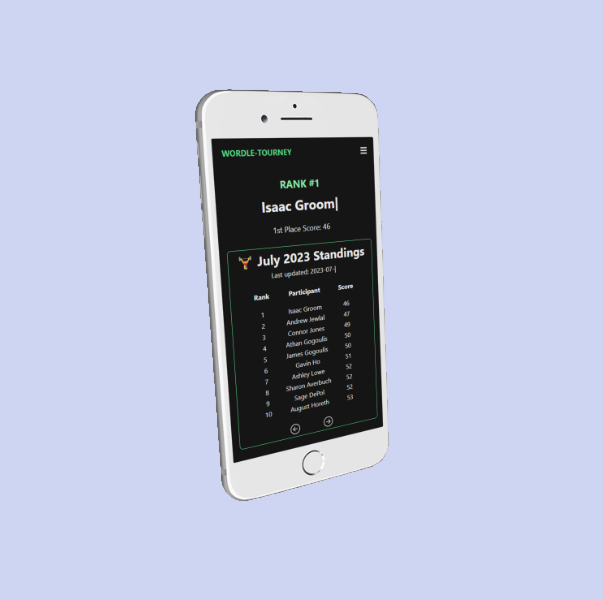 WORDLE-TOURNEY
RANK #1
Isaac Groom|
1st Place Score: 46
July 2023 Standings
Last updated: 2023-07-|
Rank Participant Score
1 Isaac Groom 46
2 Andrew Jewlal 47
3 Connor Jones 49
4 Athan Gogoulis 50
5 James Gogoulis 50
6 Gavin Ho 51
7 Ashley Lowe 52
8 Sharon Averbuch 52
9 Sage DePol 52
10 August Horeth 53